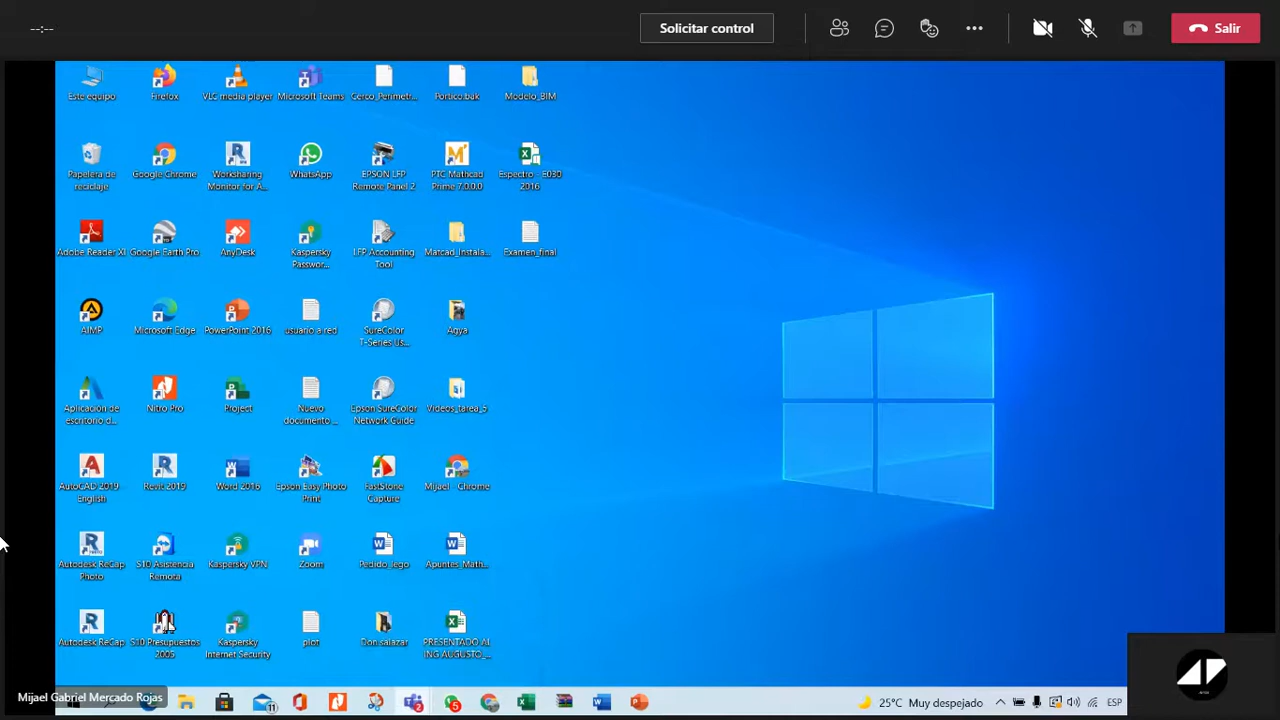 --:--
Solicitar control
Salir
Este equipo
Firefox
VLC media player
Microsoft Teams
Cerco_Perimetr...
Portico.bak
Modelo_BIM
Papelera de
reciclaje
Google Chrome
Worksharing
Monitor for A...
WhatsApp
EPSON LFP
Remote Panel 2
PTC Mathcad
Prime 7.0.0.0
Espectro - E030
2016
Adobe Reader XI
Google Earth Pro
AnyDesk
Kaspersky
Passwor...
LFP Accounting
Tool
Matcad_Instala...
Examen_final
AIMP
Microsoft Edge
PowerPoint 2016
usuario a red
SureColor
T-Series Us...
Agya
Aplicación de
escritorio d...
Nitro Pro
Project
Nuevo
documento ...
Epson SureColor
Network Guide
Videos_tarea_5
AutoCAD 2019 -
English
Revit 2019
Word 2016
Epson Easy Photo
Print
FastStone
Capture
Mijael - Chrome
Autodesk ReCap
Photo
S10 Asistencia
Remota
Kaspersky VPN
Zoom
Pedido_lego
Apuntes_Math...
Autodesk ReCap
S10 Presupuestos
2005
Kaspersky
Internet Security
plot
Don salazar
PRESENTADO AL
ING AUGUSTO_...
Mijael Gabriel Mercado Rojas
11
2
5
25°C Muy despejado
ESP